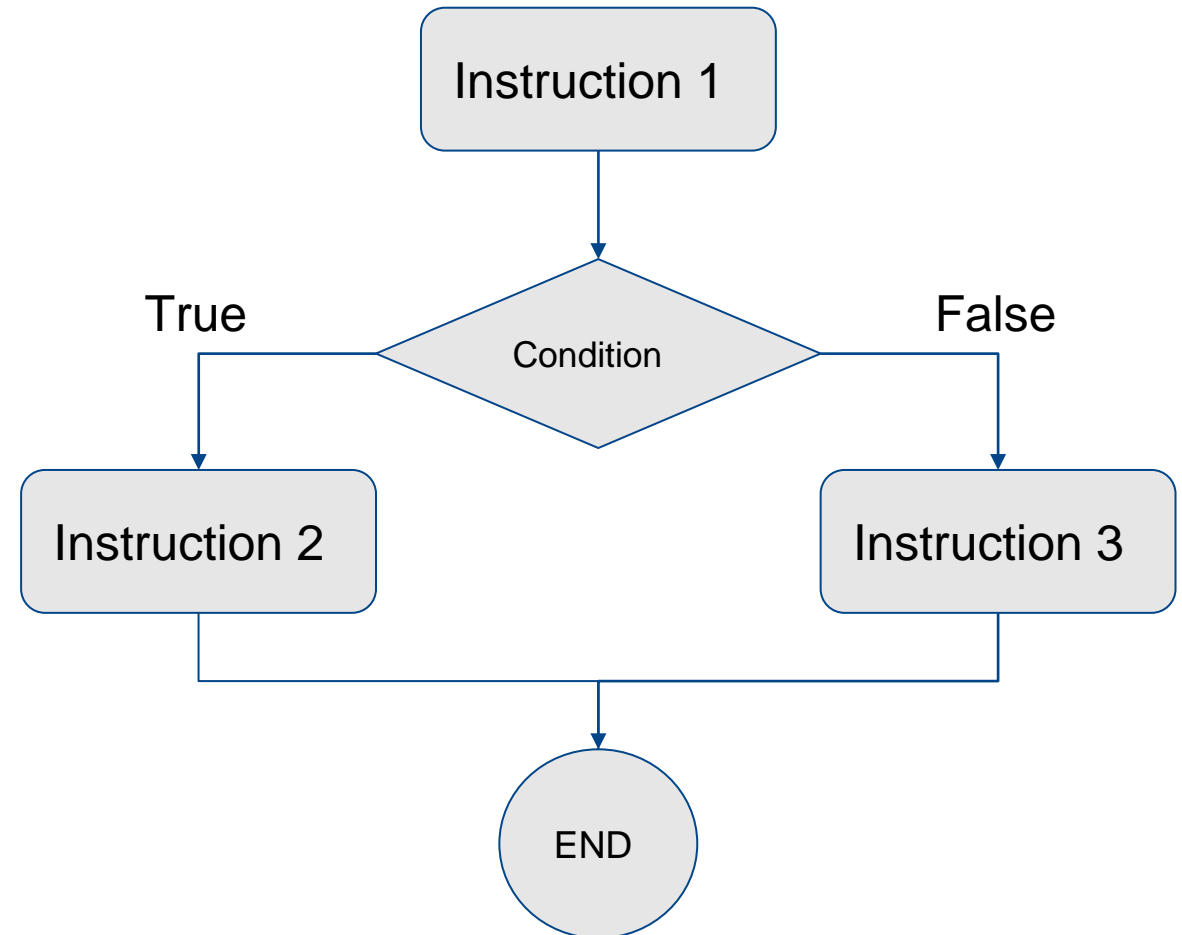 Instruction 1
True
False
Condition
Instruction 2
Instruction 3
END